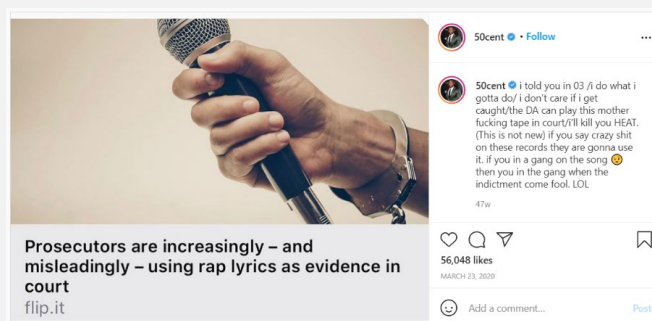 50cent • Follow
50cent i told you in 03 /i do what i
gotta do/ i don't care if i get
caught/the DA can play this mother
fucking tape in court/i'll kill you HEAT.
(This is not new) if you say crazy shit
on these records they are gonna use
it. if you in a gang on the song 😕
then you in the gang when the
indictment come fool. LOL
47w
Prosecutors are increasingly – and
misleadingly – using rap lyrics as evidence in
court
flip.it
56,048 likes
MARCH 23, 2020
Add a comment...
Post